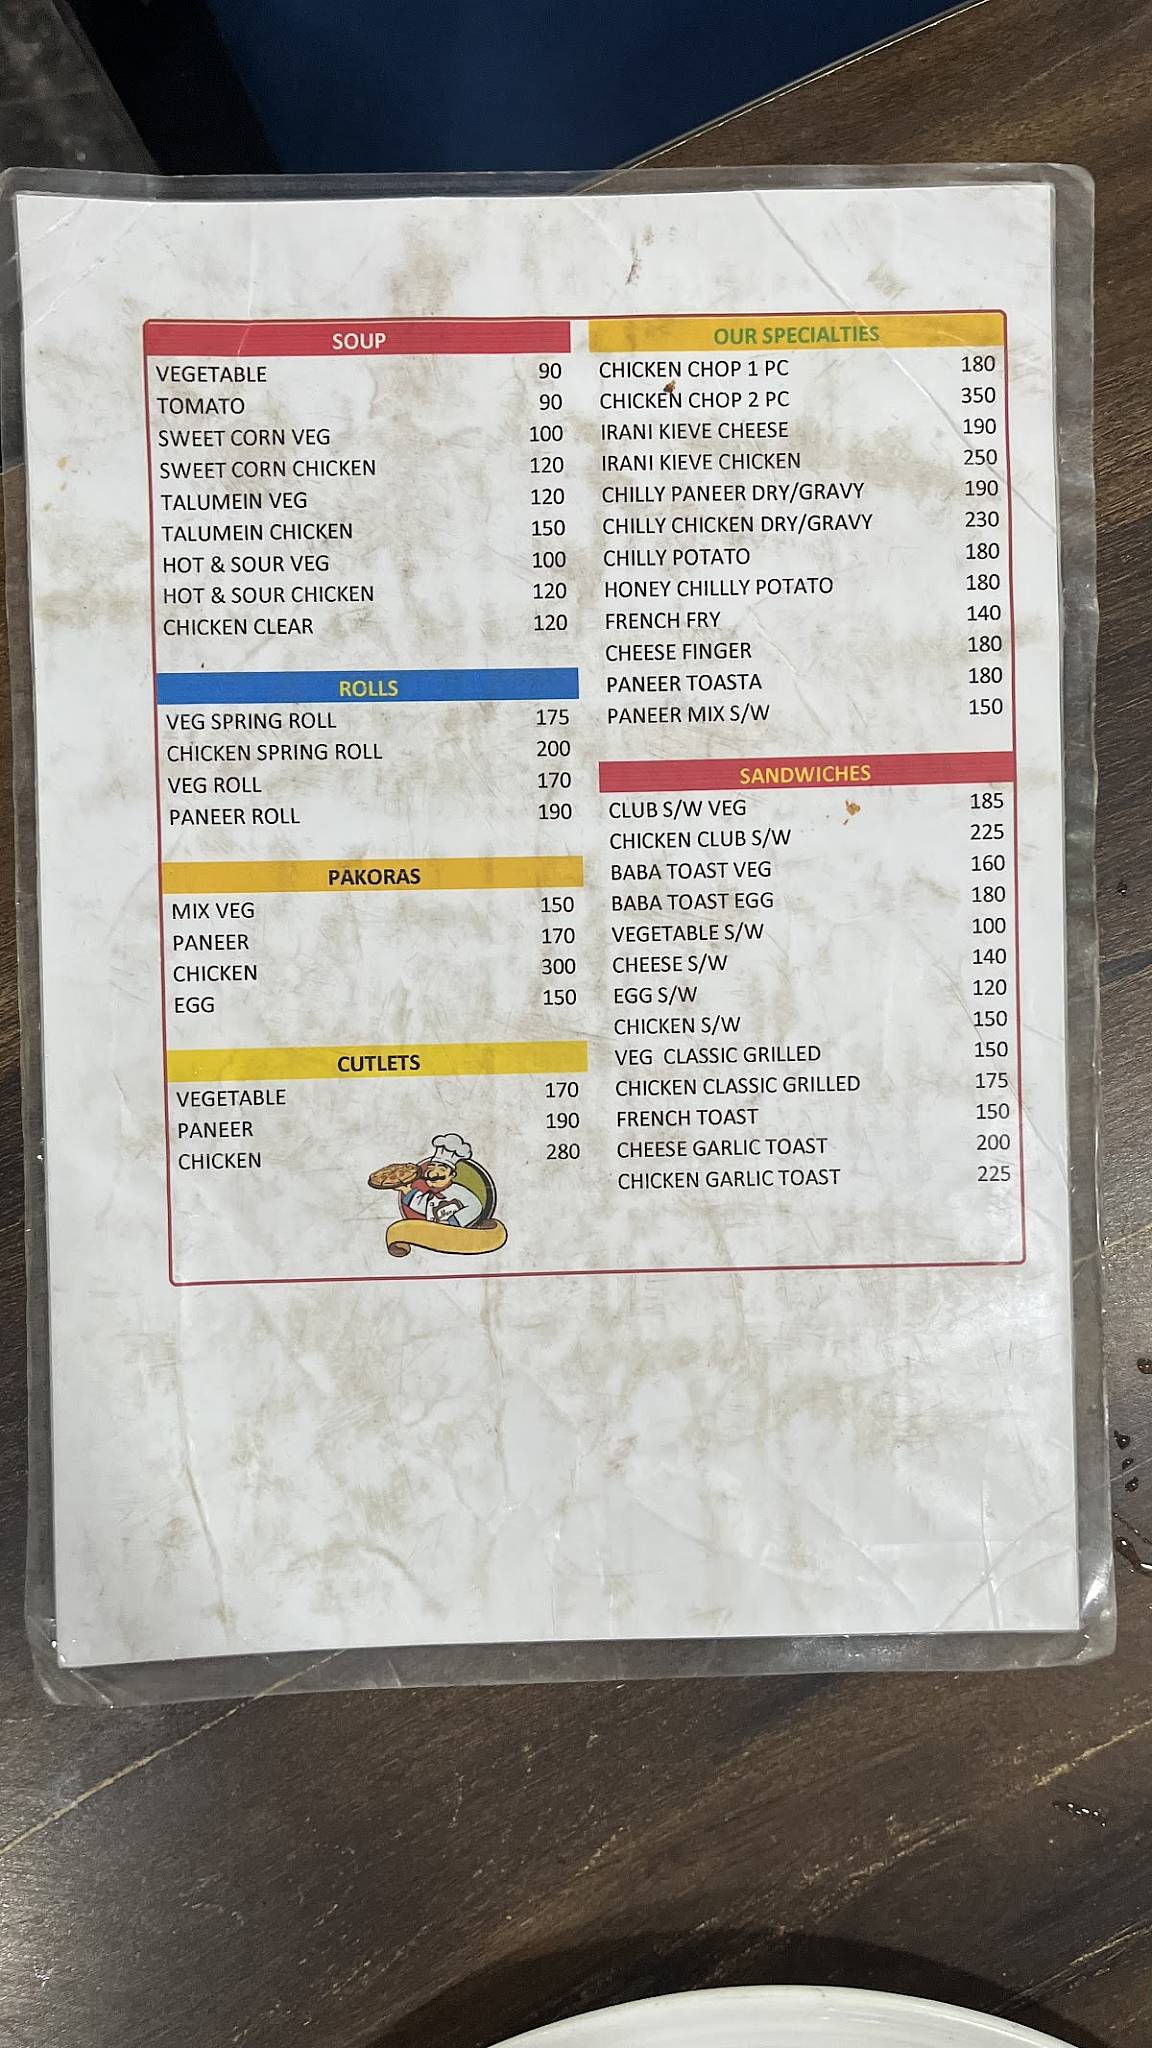 SOUP
VEGETABLE 90
TOMATO 90
SWEET CORN VEG 100
SWEET CORN CHICKEN 120
TALUMEIN VEG 120
TALUMEIN CHICKEN 150
HOT & SOUR VEG 100
HOT & SOUR CHICKEN 120
CHICKEN CLEAR 120
ROLLS
VEG SPRING ROLL 175
CHICKEN SPRING ROLL 200
VEG ROLL 170
PANEER ROLL 190
PAKORAS
MIX VEG 150
PANEER 170
CHICKEN 300
EGG 150
CUTLETS
VEGETABLE 170
PANEER 190
CHICKEN 280
OUR SPECIALTIES
CHICKEN CHOP 1 PC 180
CHICKEN CHOP 2 PC 350
IRANI KIEVE CHEESE 190
IRANI KIEVE CHICKEN 250
CHILLY PANEER DRY/GRAVY 190
CHILLY CHICKEN DRY/GRAVY 230
CHILLY POTATO 180
HONEY CHILLLY POTATO 180
FRENCH FRY 140
CHEESE FINGER 180
PANEER TOASTA 180
PANEER MIX S/W 150
SANDWICHES
CLUB S/W VEG 185
CHICKEN CLUB S/W 225
BABA TOAST VEG 160
BABA TOAST EGG 180
VEGETABLE S/W 100
CHEESE S/W 140
EGG S/W 120
CHICKEN S/W 150
VEG CLASSIC GRILLED 150
CHICKEN CLASSIC GRILLED 175
FRENCH TOAST 150
CHEESE GARLIC TOAST 200
CHICKEN GARLIC TOAST 225